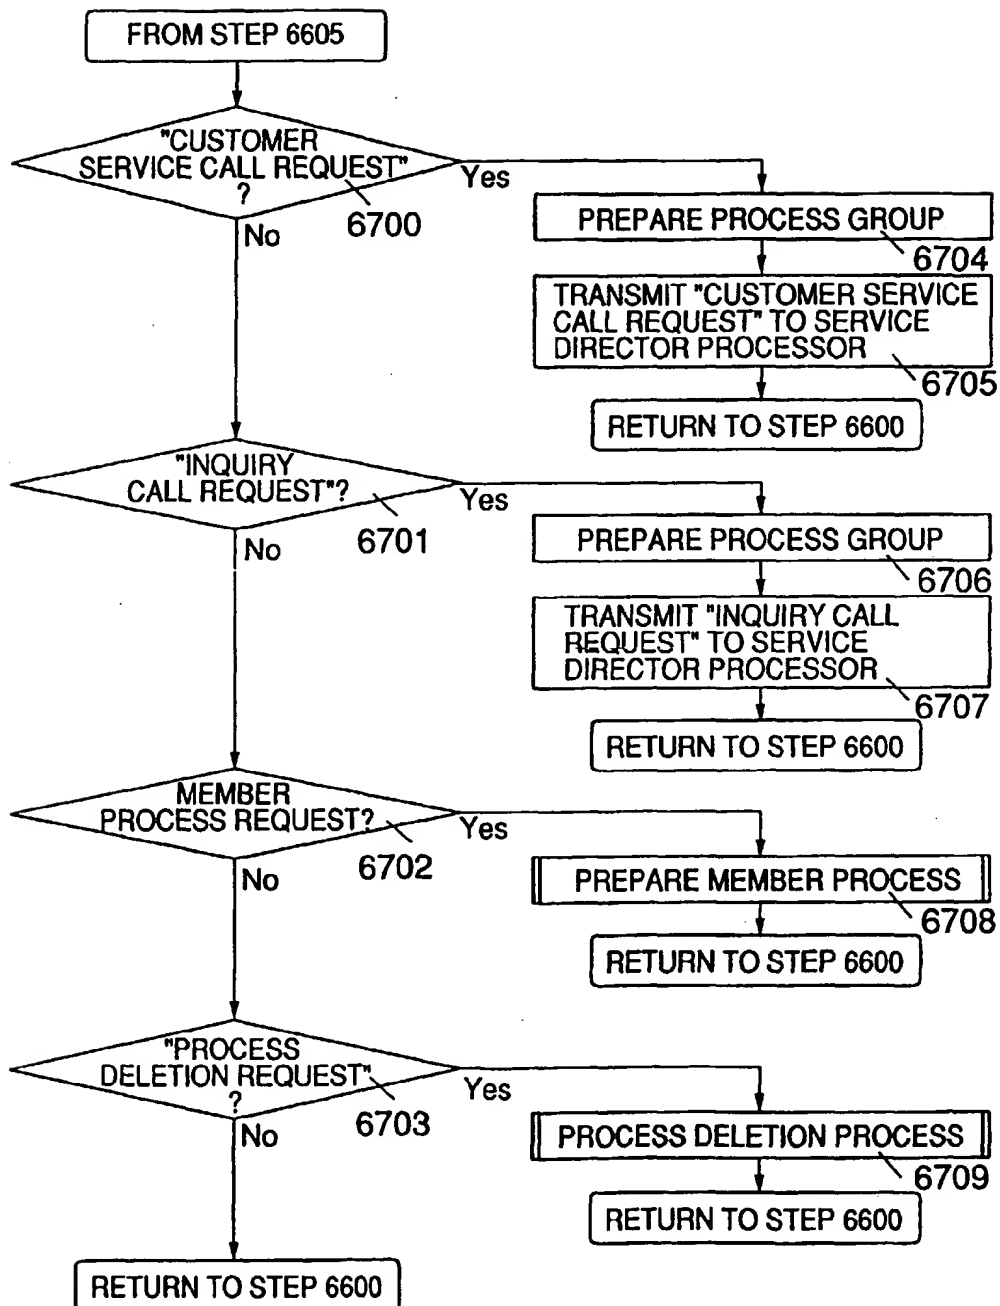 FROM STEP 6605
"CUSTOMER
SERVICE CALL REQUEST"
?
6700
Yes
No
PREPARE PROCESS GROUP
6704
TRANSMIT "CUSTOMER SERVICE
CALL REQUEST" TO SERVICE
DIRECTOR PROCESSOR
6705
RETURN TO STEP 6600
"INQUIRY
CALL REQUEST"?
6701
Yes
No
PREPARE PROCESS GROUP
6706
TRANSMIT "INQUIRY CALL
REQUEST" TO SERVICE
DIRECTOR PROCESSOR
6707
RETURN TO STEP 6600
MEMBER
PROCESS REQUEST?
6702
Yes
No
PREPARE MEMBER PROCESS
6708
RETURN TO STEP 6600
"PROCESS
DELETION REQUEST"
?
6703
Yes
No
PROCESS DELETION PROCESS
6709
RETURN TO STEP 6600
RETURN TO STEP 6600